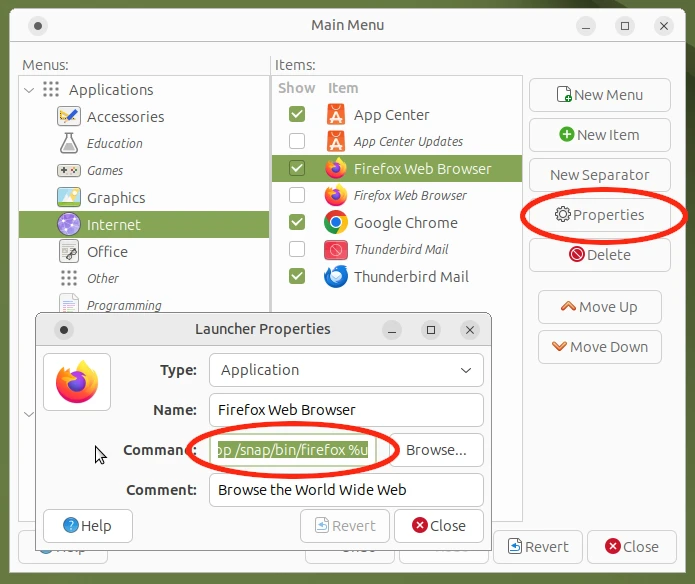 Main Menu
Menus:
Items:
Applications
Accessories
Education
Games
Graphics
Internet
Office
Other
Programming
Show Item
App Center
App Center Updates
Firefox Web Browser
Firefox Web Browser
Google Chrome
Thunderbird Mail
Thunderbird Mail
New Menu
New Item
New Separator
Properties
Delete
Move Up
Move Down
Launcher Properties
Type: Application
Name: Firefox Web Browser
Command: op /snap/bin/firefox %u Browse...
Comment: Browse the World Wide Web
Help Revert Close
Revert Close